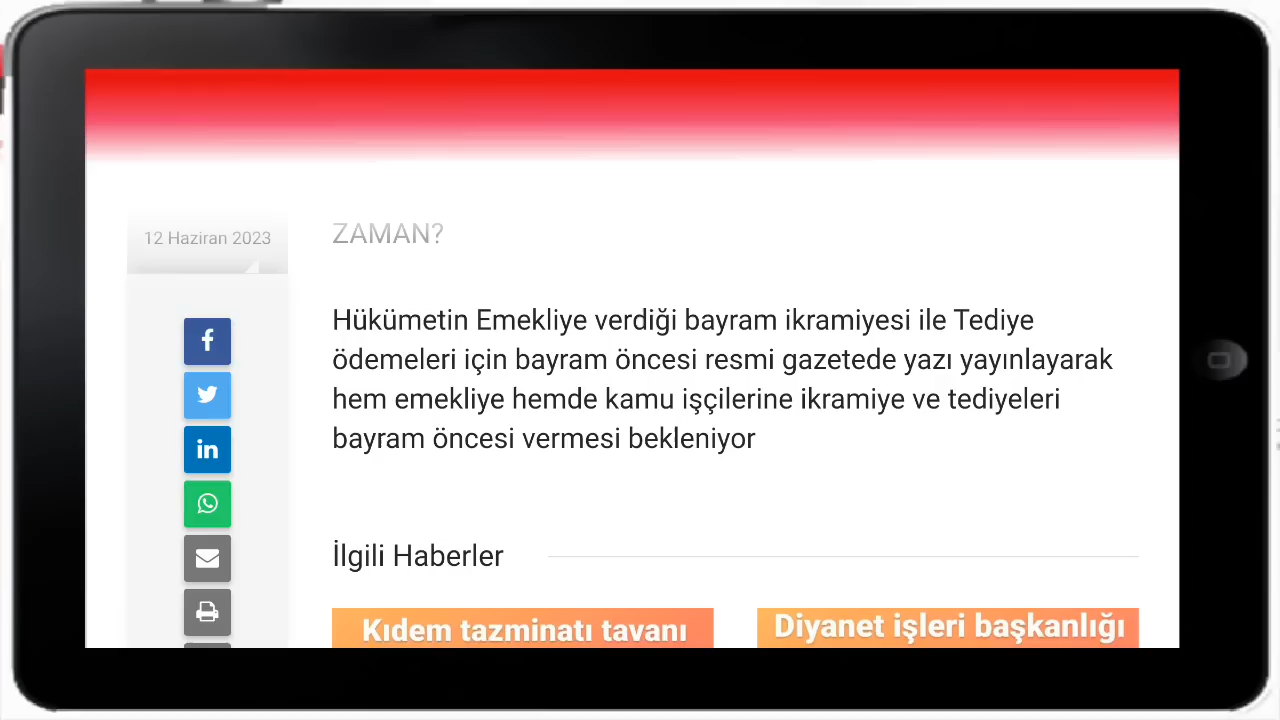 12 Haziran 2023
ZAMAN?
Hükümetin Emekliye verdiği bayram ikramiyesi ile Tediye
ödemeleri için bayram öncesi resmi gazetede yazı yayınlayarak
hem emekliye hemde kamu işçilerine ikramiye ve tediyeleri
bayram öncesi vermesi bekleniyor
İlgili Haberler
Kıdem tazminatı tavanı
Diyanet işleri başkanlığı